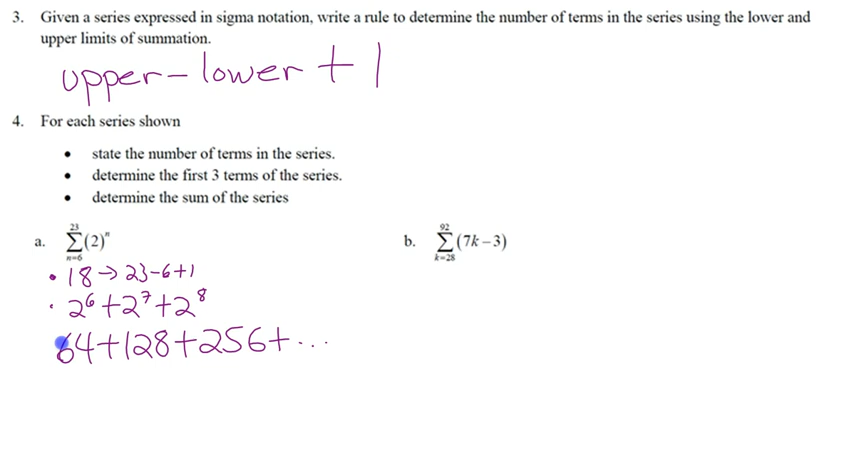 3. Given a series expressed in sigma notation, write a rule to determine the number of terms in the series using the lower and
upper limits of summation.
upper – lower + 1
4. For each series shown
• state the number of terms in the series.
• determine the first 3 terms of the series.
• determine the sum of the series
a. ∑_{n=6}^{23} (2)^n
b. ∑_{k=28}^{92} (7k – 3)
• 18 → 23-6+1
• 2^6 + 2^7 + 2^8
64+128+256+...